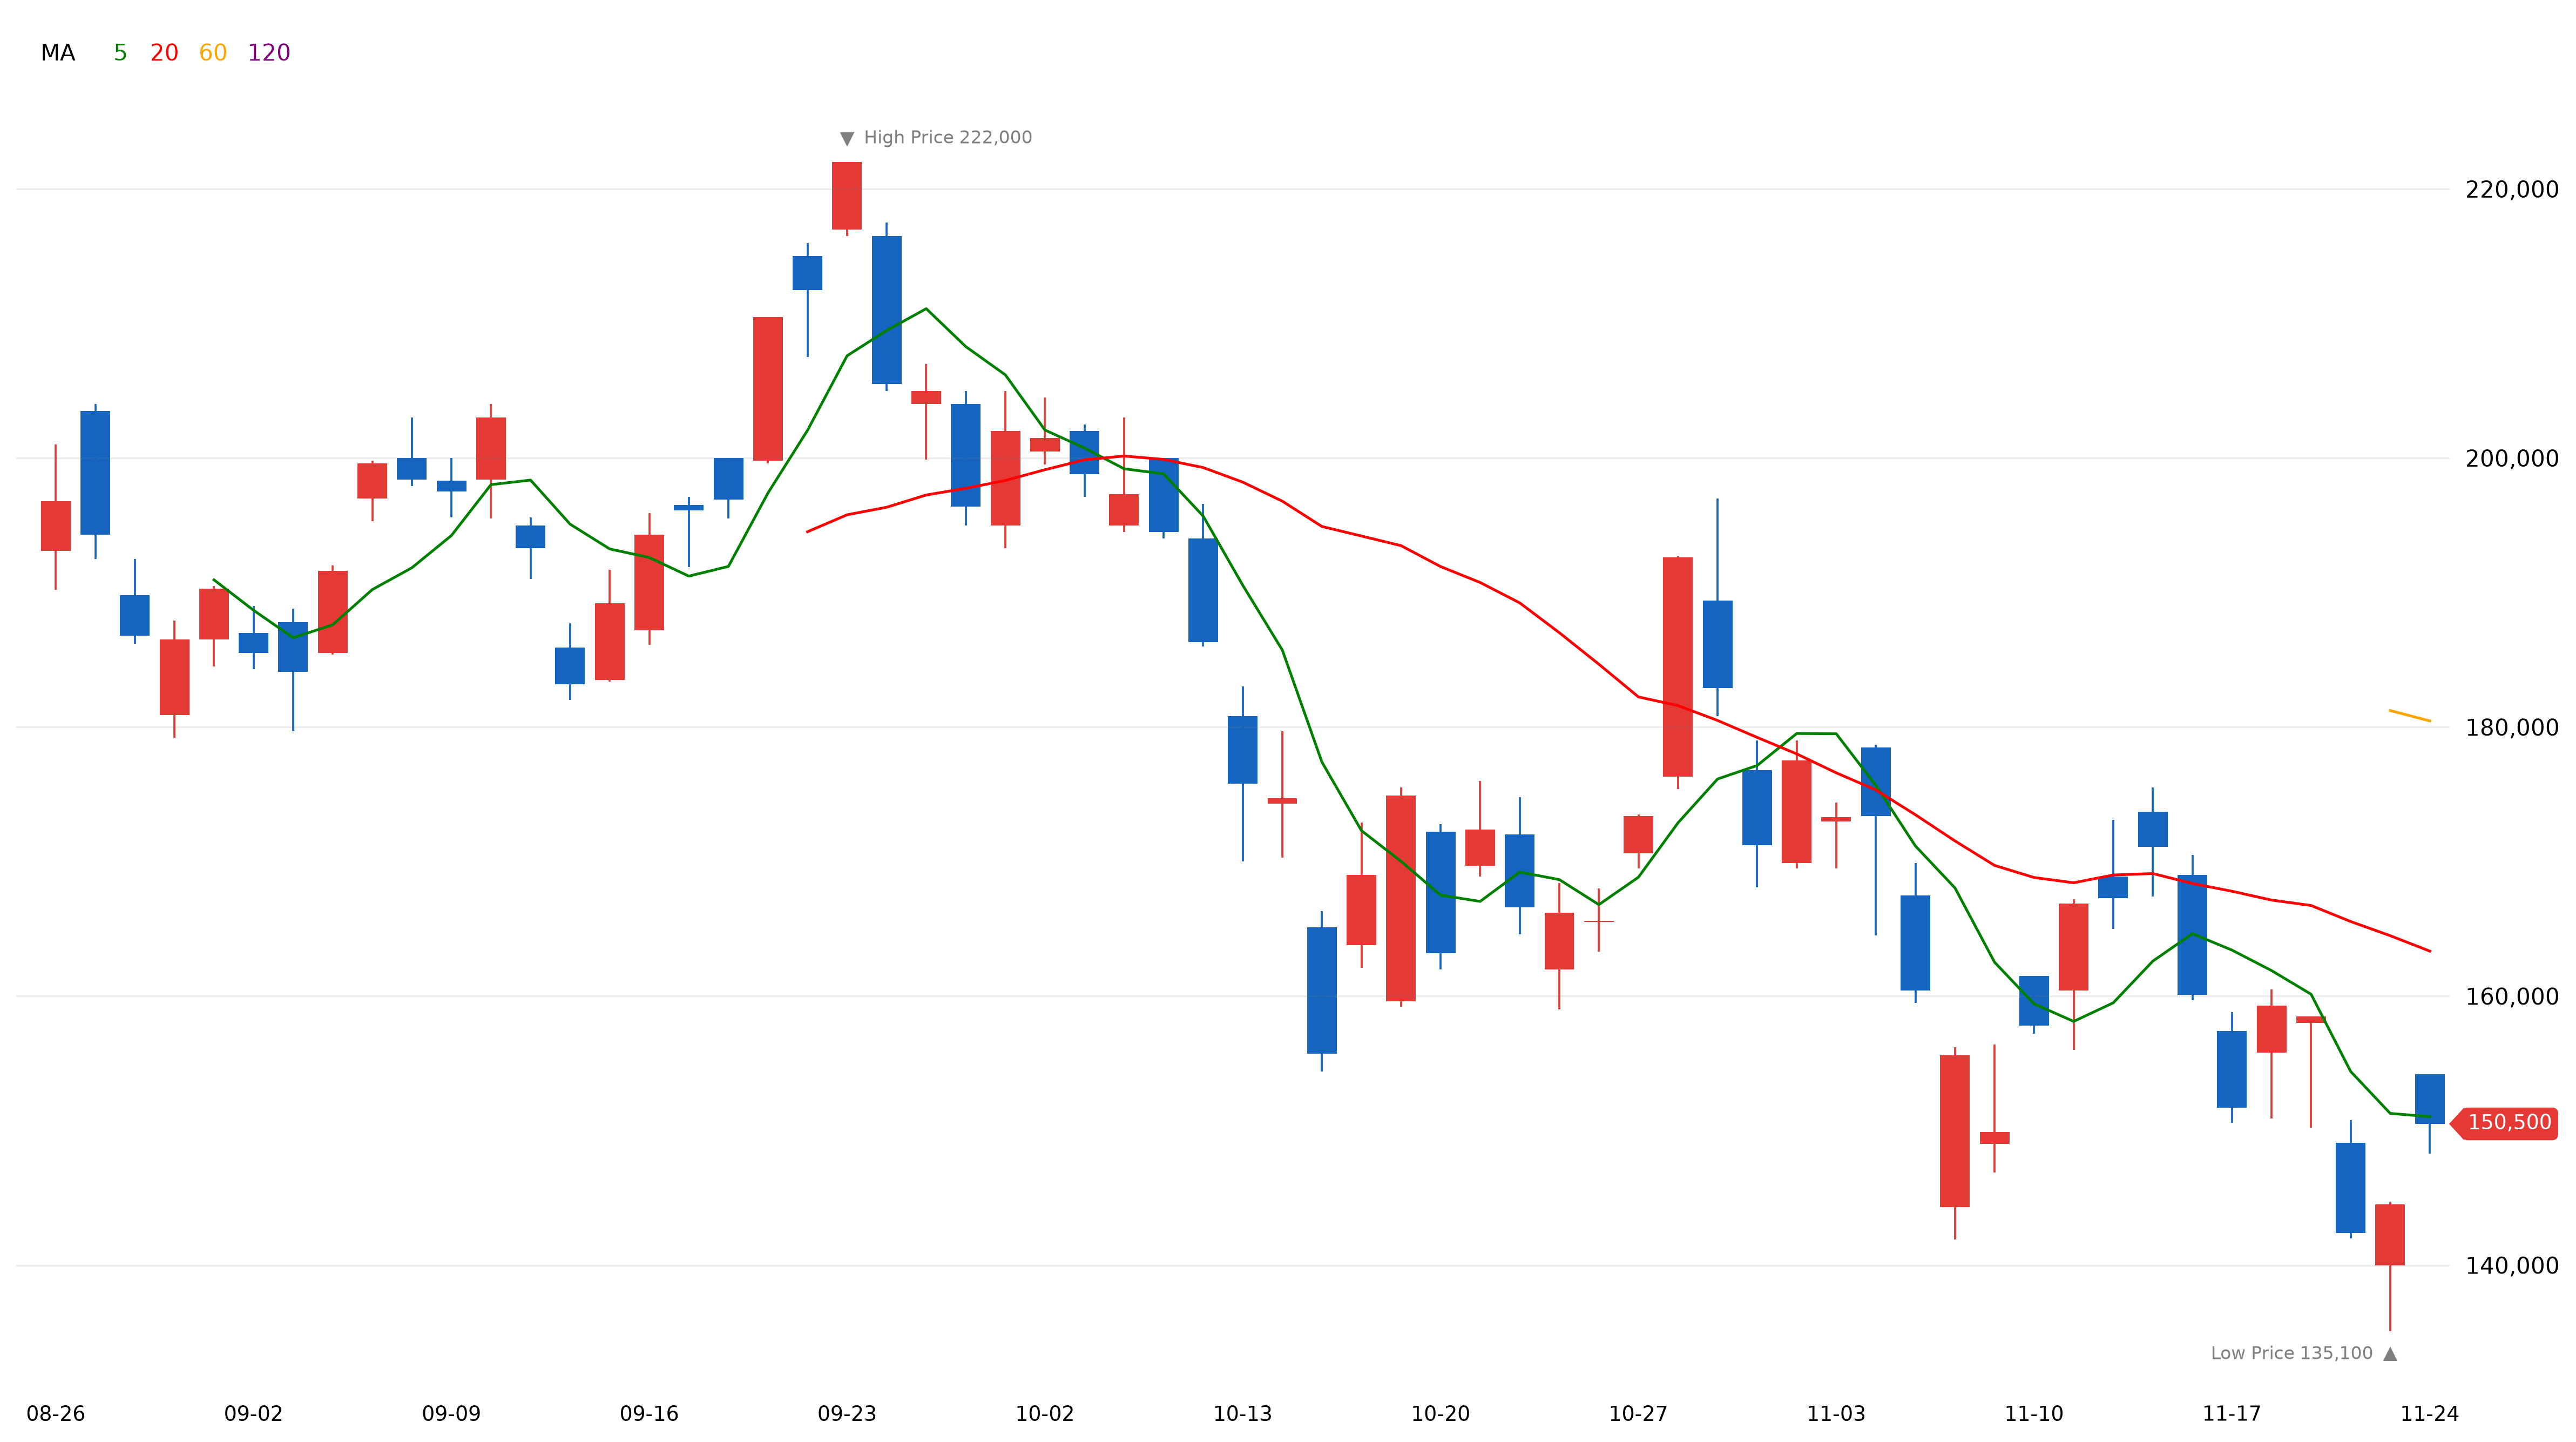 MA 5 20 60 120
▼ High Price 222,000
220,000
200,000
180,000
160,000
150,500
140,000
Low Price 135,100 ▲
08-26 09-02 09-09 09-16 09-23 10-02 10-13 10-20 10-27 11-03 11-10 11-17 11-24